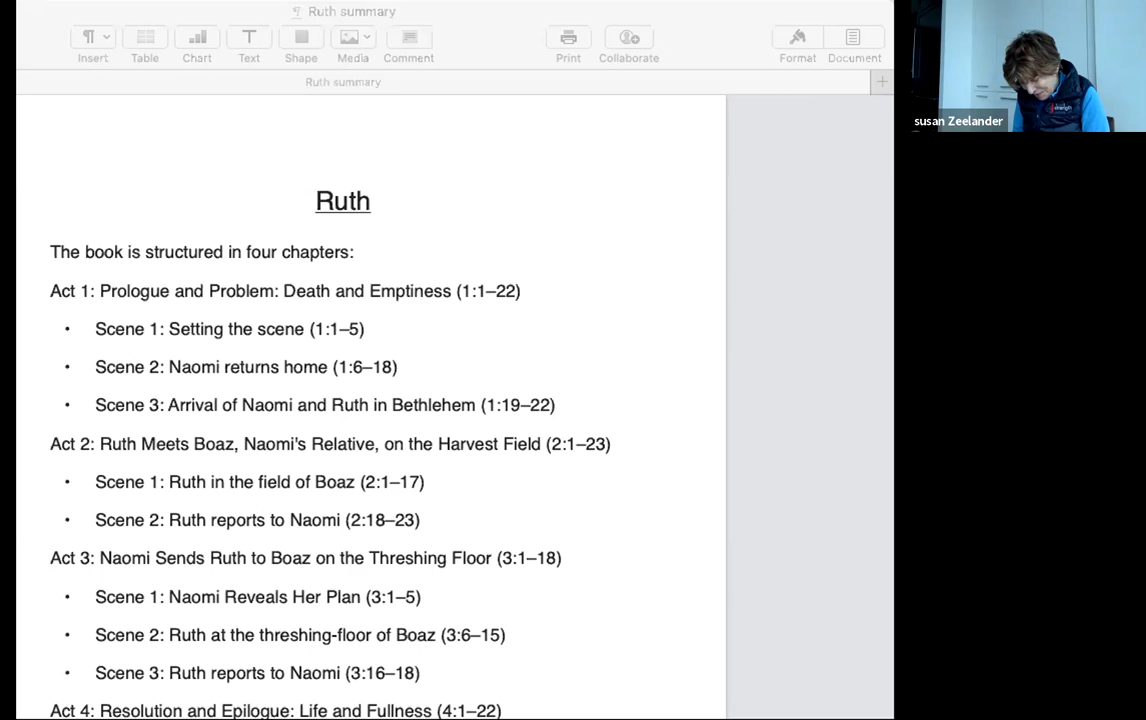 Ruth summary
Insert
Table
Chart
Text
Shape
Media
Comment
Print
Collaborate
Format
Document
Ruth summary
susan Zeelander
Ruth
The book is structured in four chapters:
Act 1: Prologue and Problem: Death and Emptiness (1:1–22)
• Scene 1: Setting the scene (1:1–5)
• Scene 2: Naomi returns home (1:6–18)
• Scene 3: Arrival of Naomi and Ruth in Bethlehem (1:19–22)
Act 2: Ruth Meets Boaz, Naomi's Relative, on the Harvest Field (2:1–23)
• Scene 1: Ruth in the field of Boaz (2:1–17)
• Scene 2: Ruth reports to Naomi (2:18–23)
Act 3: Naomi Sends Ruth to Boaz on the Threshing Floor (3:1–18)
• Scene 1: Naomi Reveals Her Plan (3:1–5)
• Scene 2: Ruth at the threshing-floor of Boaz (3:6–15)
• Scene 3: Ruth reports to Naomi (3:16–18)
Act 4: Resolution and Epilogue: Life and Fullness (4:1–22)